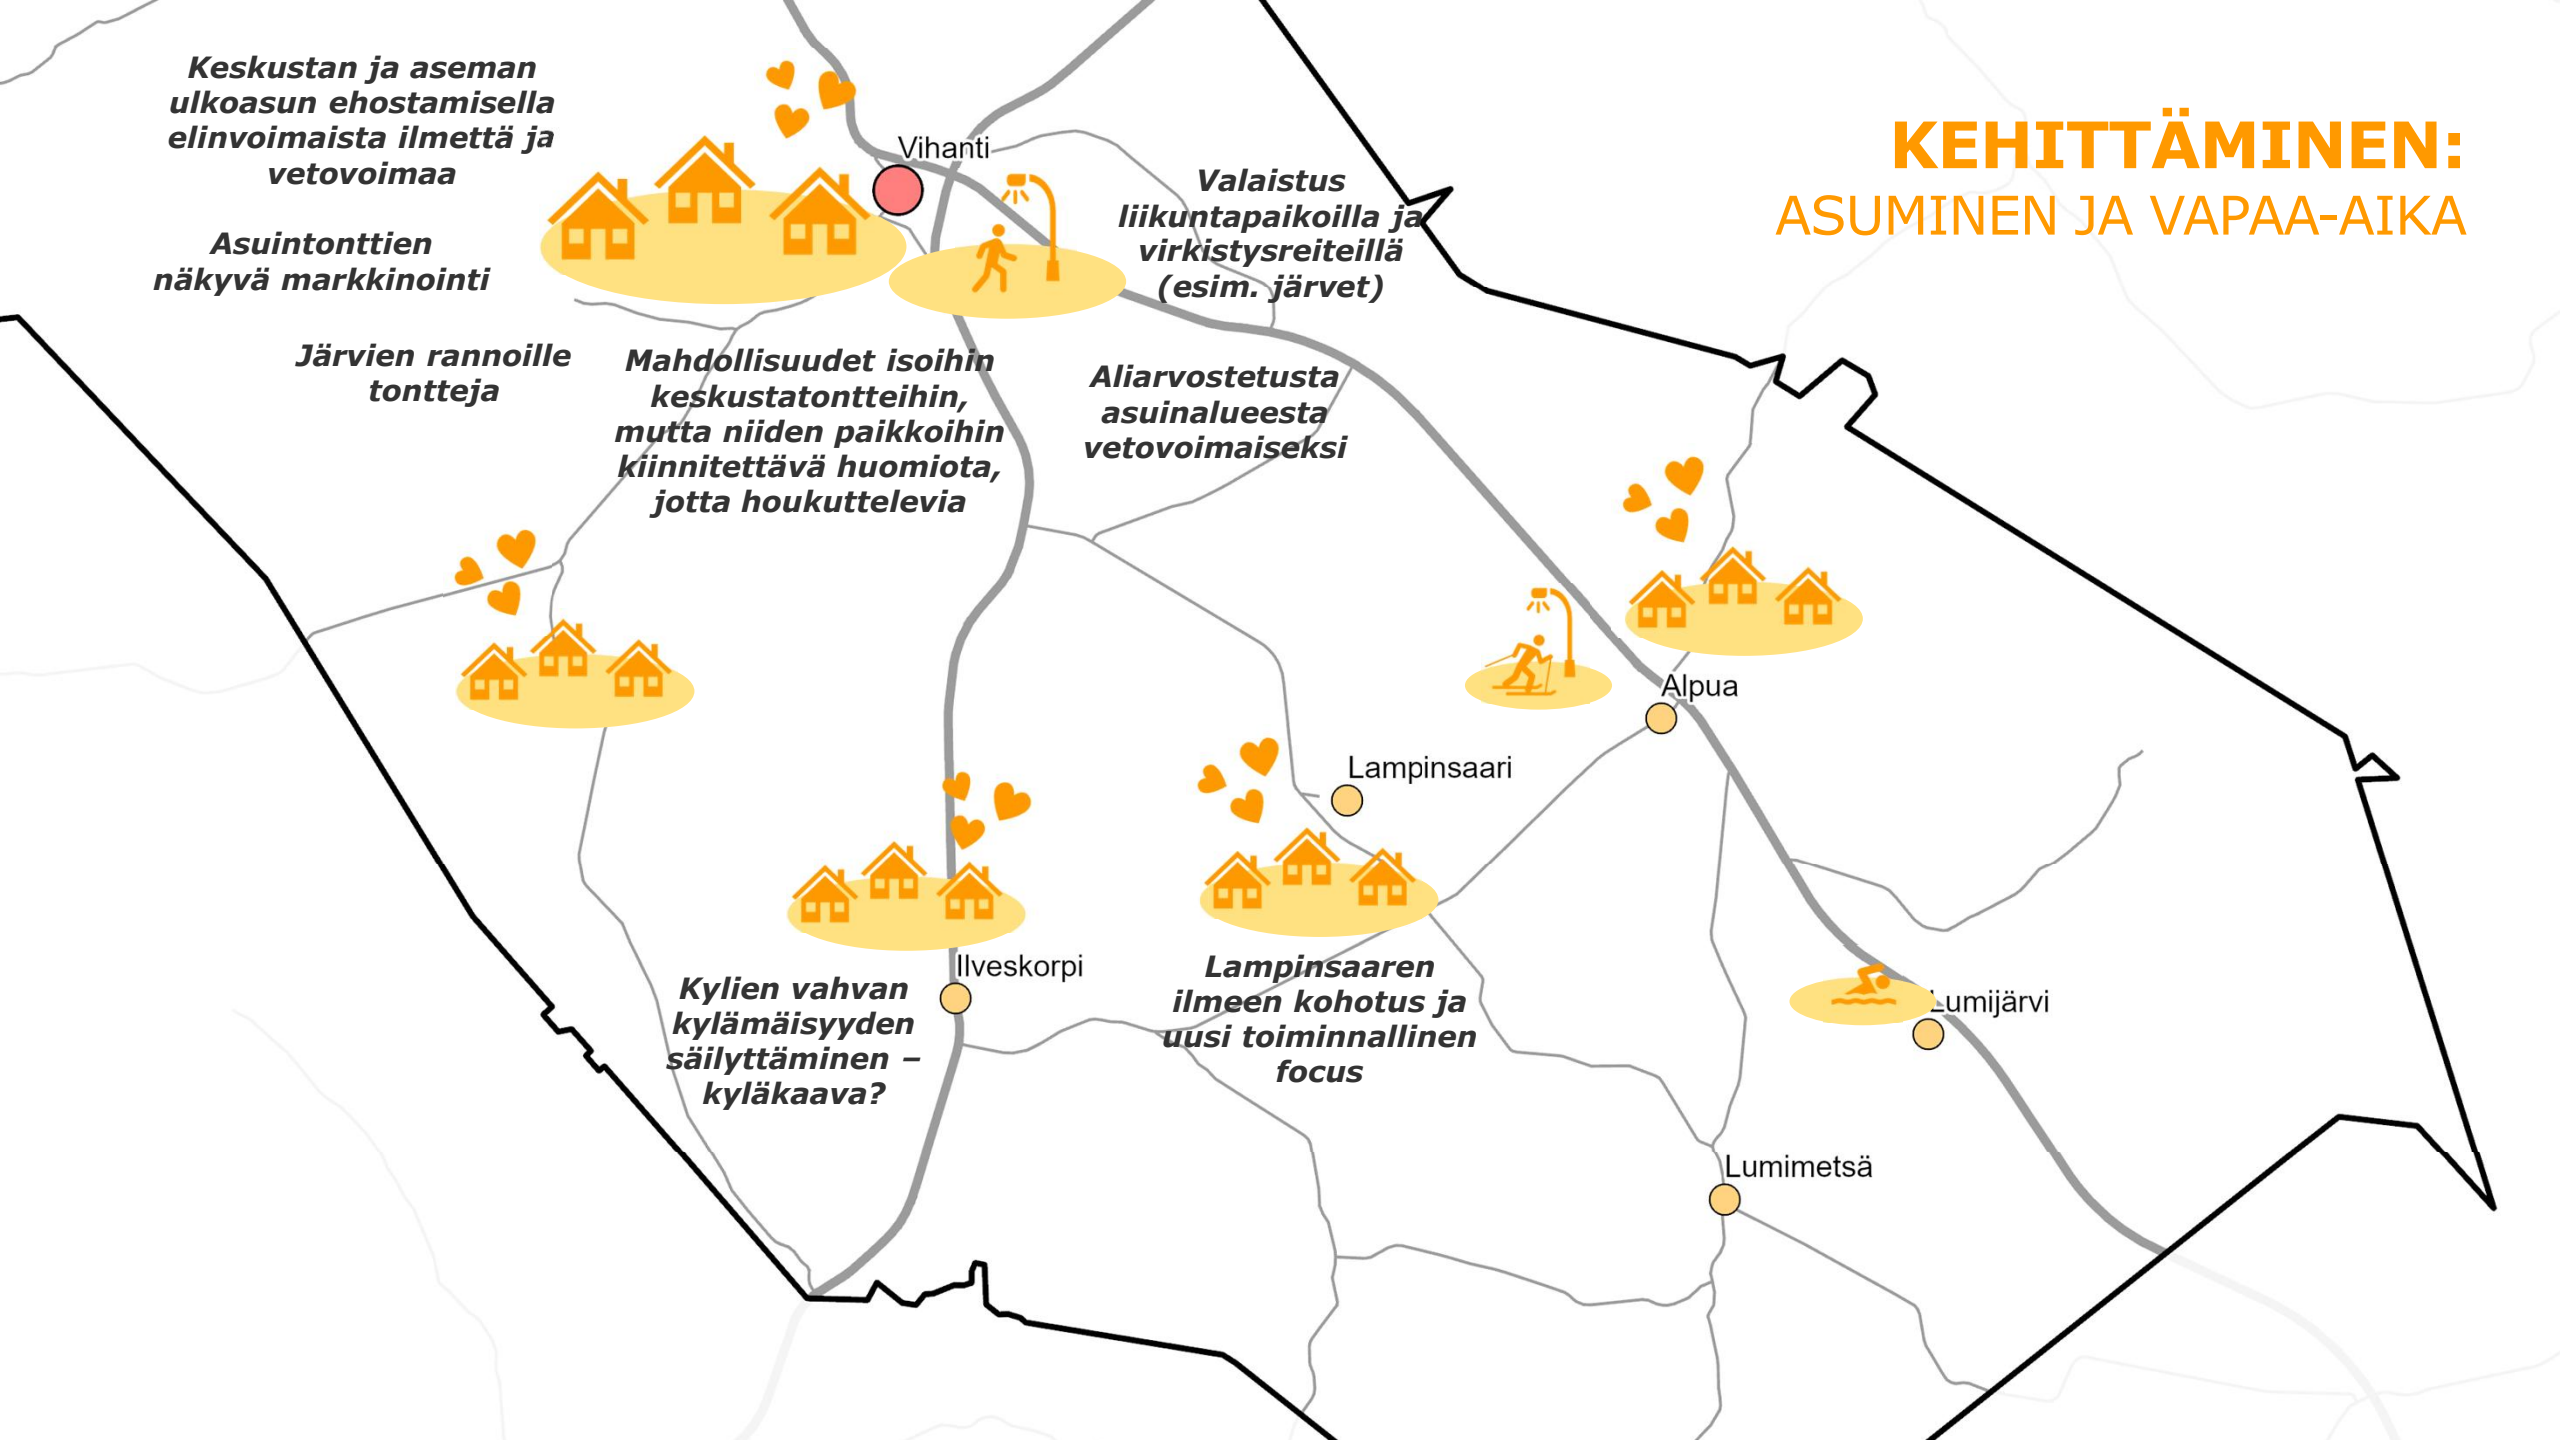 KEHITTÄMINEN:
ASUMINEN JA VAPAA-AIKA
Keskustan ja aseman
ulkoasun ehostamisella
elinvoimaista ilmettä ja
vetovoimaa
Asuintonttien
näkyvä markkinointi
Järvien rannoille
tontteja
Vihanti
Valaistus
liikuntapaikoilla ja
virkistysreiteillä
(esim. järvet)
Mahdollisuudet isoihin
keskustatontteihin,
mutta niiden paikkoihin
kiinnitettävä huomiota,
jotta houkuttelevia
Aliarvostetusta
asuinalueesta
vetovoimaiseksi
Alpua
Lampinsaari
Ilveskorpi
Kylien vahvan
kylämäisyyden
säilyttäminen –
kyläkaava?
Lampinsaaren
ilmeen kohotus ja
uusi toiminnallinen
focus
Lumijärvi
Lumimetsä